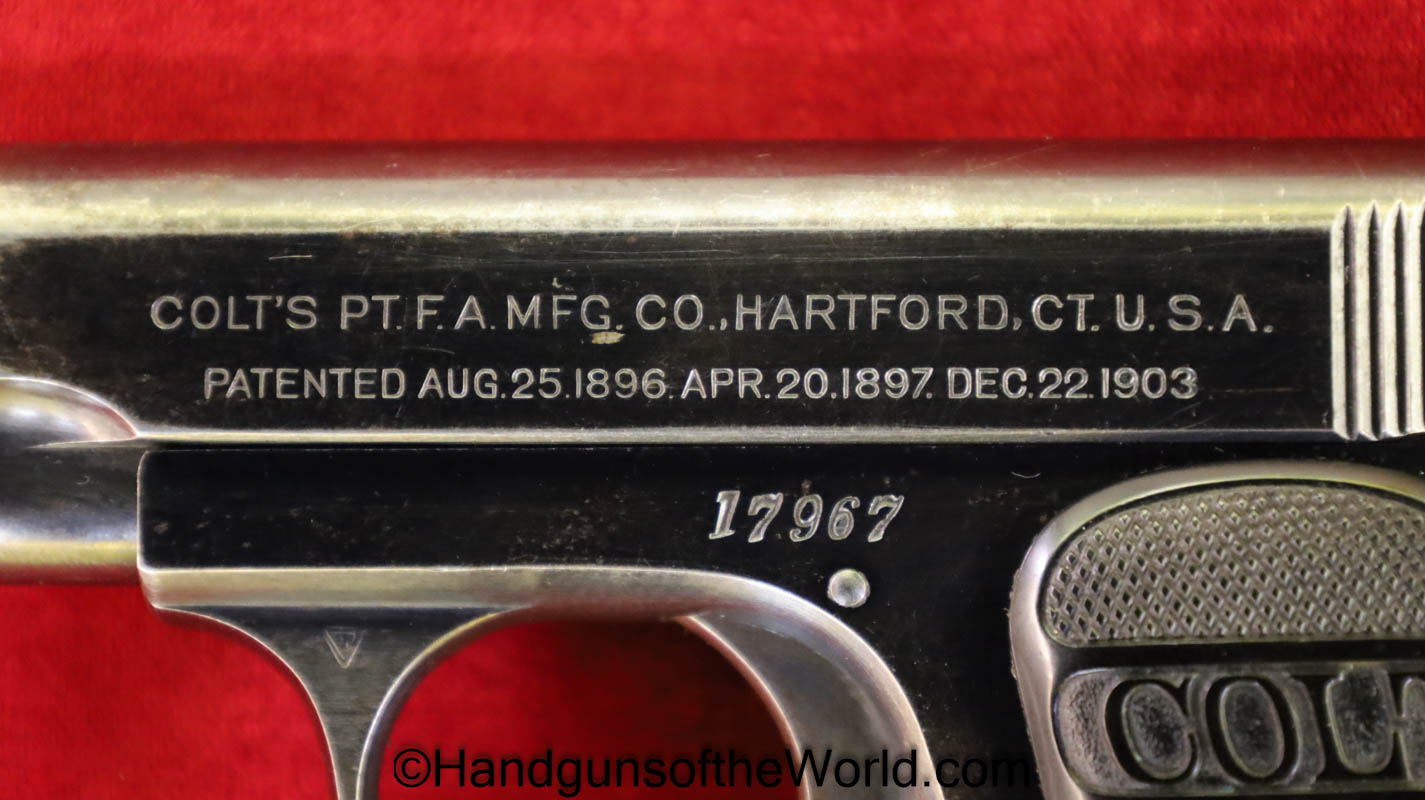 COLT'S PT. F. A. MFG. CO., HARTFORD, CT. U. S. A.
PATENTED AUG. 25. 1896. APR. 20. 1897. DEC. 22. 1903
17967
COLT
©HandgunsoftheWorld.com